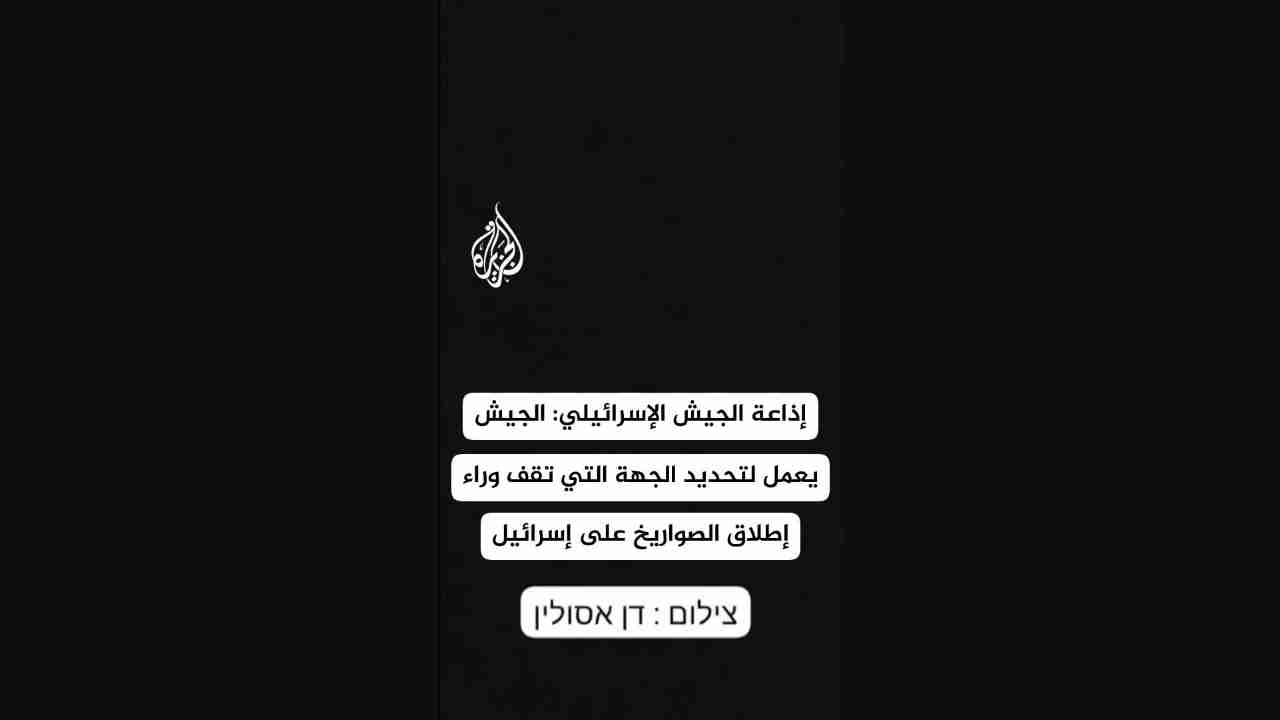 الجزيرة
إذاعة الجيش الإسرائيلي: الجيش
يعمل لتحديد الجهة التي تقف وراء
إطلاق الصواريخ على إسرائيل
צילום : דן אסולין